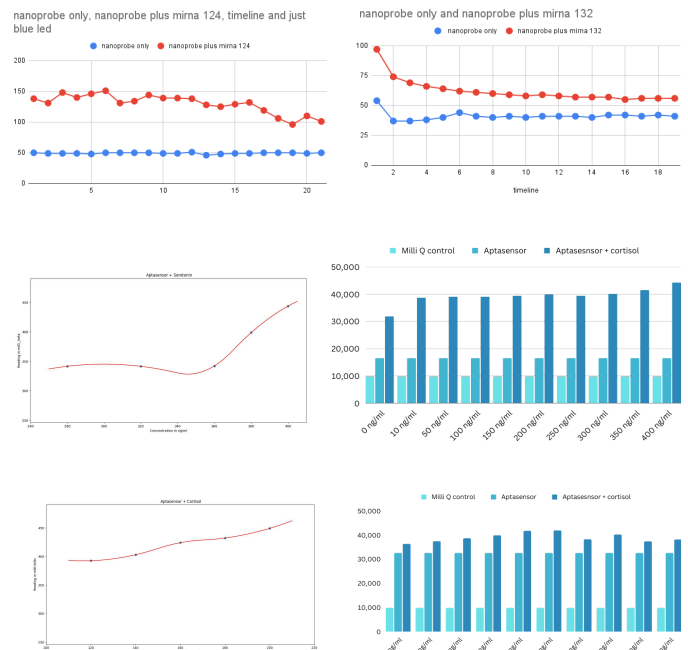 nanoprobe only, nanoprobe plus mirna 124, timeline and just
blue led
nanoprobe only nanoprobe plus mirna 124
200
150
100
50
0
5 10 15 20
nanoprobe only and nanoprobe plus mirna 132
nanoprobe only nanoprobe plus mirna 132
100
75
50
25
0
2 4 6 8 10 12 14 16 18
timeline
Aptasensor + Serotonin
Concentration in ng/ml
Milli Q control Aptasensor Aptasesnsor + cortisol
50,000
40,000
30,000
20,000
10,000
0
0 ng/ml 10 ng/ml 50 ng/ml 100 ng/ml 150 ng/ml 200 ng/ml 250 ng/ml 300 ng/ml 350 ng/ml 400 ng/ml
Aptasensor + Cortisol
Milli Q control Aptasensor Aptasesnsor + cortisol
50,000
40,000
30,000
20,000
10,000
0